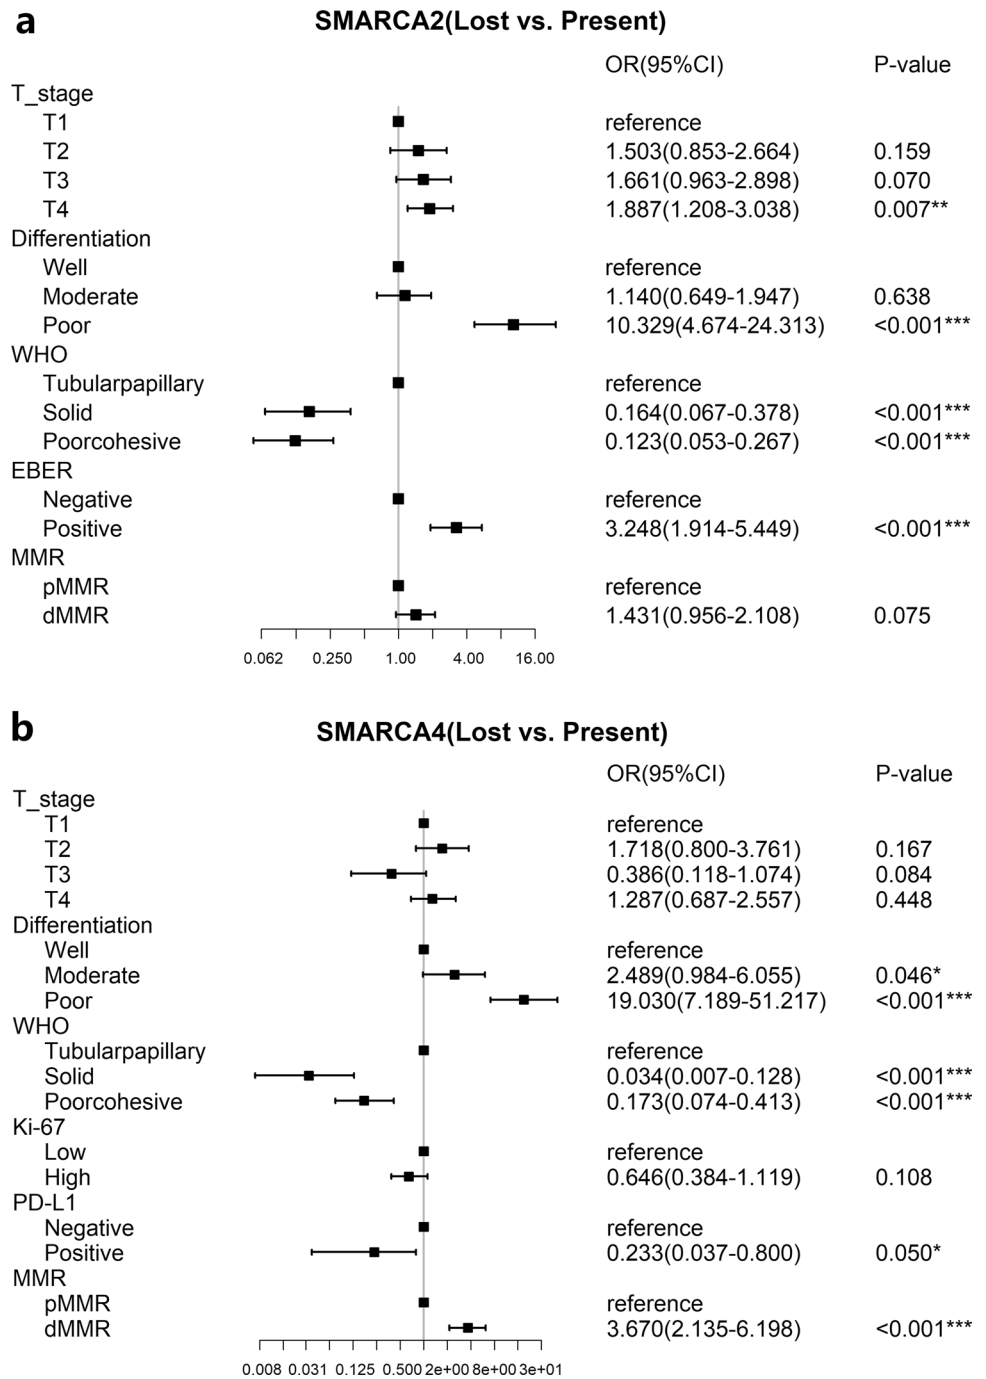 a
SMARCA2(Lost vs. Present)
OR(95%CI) P-value
T_stage
T1 reference
T2 1.503(0.853-2.664) 0.159
T3 1.661(0.963-2.898) 0.070
T4 1.887(1.208-3.038) 0.007**
Differentiation
Well reference
Moderate 1.140(0.649-1.947) 0.638
Poor 10.329(4.674-24.313) <0.001***
WHO
Tubularpapillary reference
Solid 0.164(0.067-0.378) <0.001***
Poorcohesive 0.123(0.053-0.267) <0.001***
EBER
Negative reference
Positive 3.248(1.914-5.449) <0.001***
MMR
pMMR reference
dMMR 1.431(0.956-2.108) 0.075
0.062 0.250 1.00 4.00 16.00
b
SMARCA4(Lost vs. Present)
OR(95%CI) P-value
T_stage
T1 reference
T2 1.718(0.800-3.761) 0.167
T3 0.386(0.118-1.074) 0.084
T4 1.287(0.687-2.557) 0.448
Differentiation
Well reference
Moderate 2.489(0.984-6.055) 0.046*
Poor 19.030(7.189-51.217) <0.001***
WHO
Tubularpapillary reference
Solid 0.034(0.007-0.128) <0.001***
Poorcohesive 0.173(0.074-0.413) <0.001***
Ki-67
Low reference
High 0.646(0.384-1.119) 0.108
PD-L1
Negative reference
Positive 0.233(0.037-0.800) 0.050*
MMR
pMMR reference
dMMR 3.670(2.135-6.198) <0.001***
0.008 0.031 0.125 0.500 2e+00 8e+00 3e+01